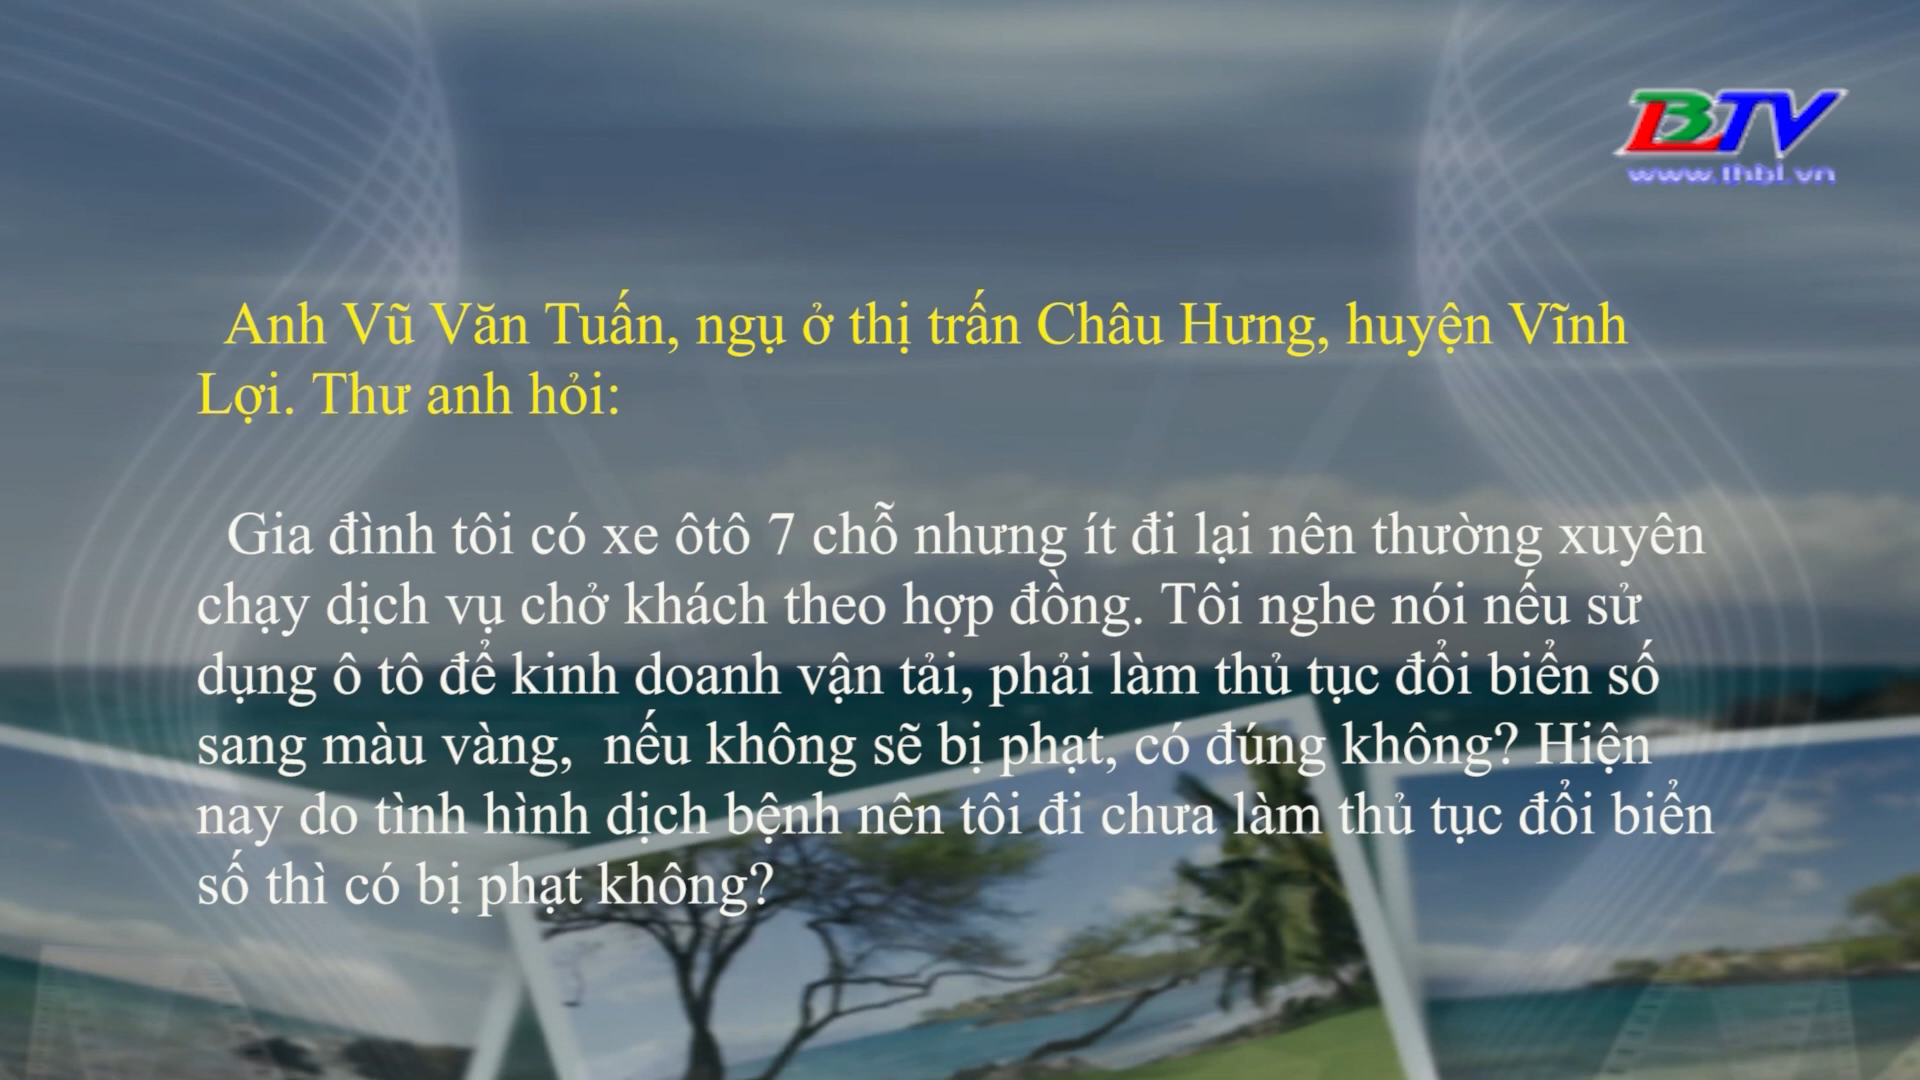 BTV
www.thbl.vn
Anh Vũ Văn Tuấn, ngụ ở thị trấn Châu Hưng, huyện Vĩnh
Lợi. Thư anh hỏi:
Gia đình tôi có xe ôtô 7 chỗ nhưng ít đi lại nên thường xuyên
chạy dịch vụ chở khách theo hợp đồng. Tôi nghe nói nếu sử
dụng ô tô để kinh doanh vận tải, phải làm thủ tục đổi biển số
sang màu vàng,  nếu không sẽ bị phạt, có đúng không? Hiện
nay do tình hình dịch bệnh nên tôi đi chưa làm thủ tục đổi biển
số thì có bị phạt không?